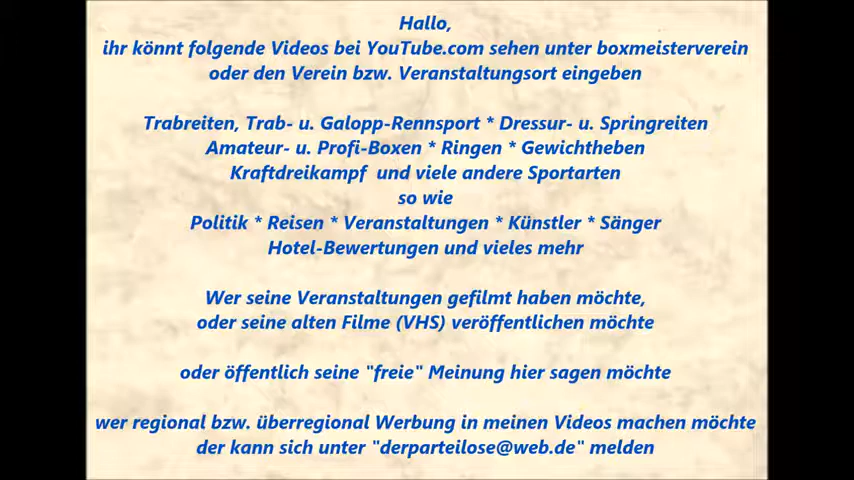 Hallo,
ihr könnt folgende Videos bei YouTube.com sehen unter boxmeisterverein
oder den Verein bzw. Veranstaltungsort eingeben
Trabreiten, Trab- u. Galopp-Rennsport * Dressur- u. Springreiten
Amateur- u. Profi-Boxen * Ringen * Gewichtheben
Kraftdreikampf und viele andere Sportarten
so wie
Politik * Reisen * Veranstaltungen * Künstler * Sänger
Hotel-Bewertungen und vieles mehr
Wer seine Veranstaltungen gefilmt haben möchte,
oder seine alten Filme (VHS) veröffentlichen möchte
oder öffentlich seine "freie" Meinung hier sagen möchte
wer regional bzw. überregional Werbung in meinen Videos machen möchte
der kann sich unter "derparteilose@web.de" melden